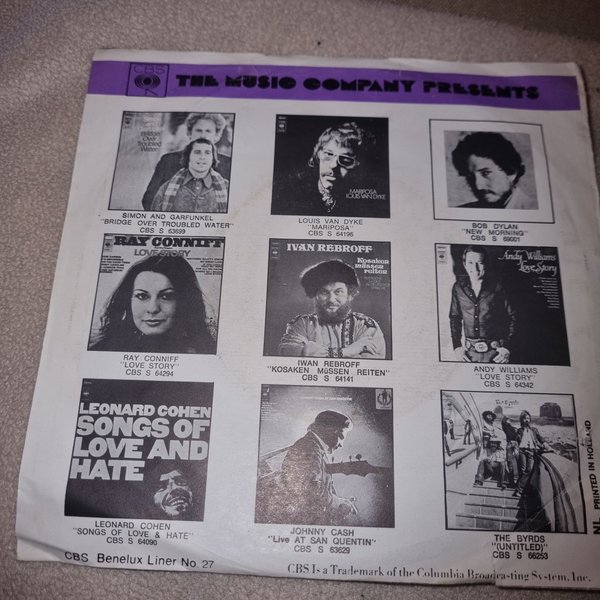 CBS
THE MUSIC COMPANY PRESENTS
Bridge
Over
Troubled
Water
SIMON AND GARFUNKEL
"BRIDGE OVER TROUBLED WATER"
CBS S 63699
MARIPOSA
LOUIS VAN DYKE
LOUIS VAN DYKE
"MARIPOSA"
CBS S 64196
BOB DYLAN
"NEW MORNING"
CBS S 69001
RAY CONNIFF
LOVE STORY
RAY CONNIFF
"LOVE STORY"
CBS S 64294
IVAN REBROFF
Kosaken
müssen
reiten
IWAN REBROFF
"KOSAKEN MüSSEN REITEN"
CBS S 64141
Andy Williams
Love Story
ANDY WILLIAMS
"LOVE STORY"
CBS S 64342
LEONARD COHEN
SONGS OF
LOVE AND
HATE
LEONARD COHEN
"SONGS OF LOVE & HATE"
CBS S 64090
JOHNNY CASH
"Live AT SAN QUENTIN"
CBS S 63629
The Byrds
THE BYRDS
"(UNTITLED)"
CBS S 66253
NL PRINTED IN HOLLAND
CBS Benelux Liner No. 27
CBS Is a Trademark of the Columbia Broadcasting System, Inc.